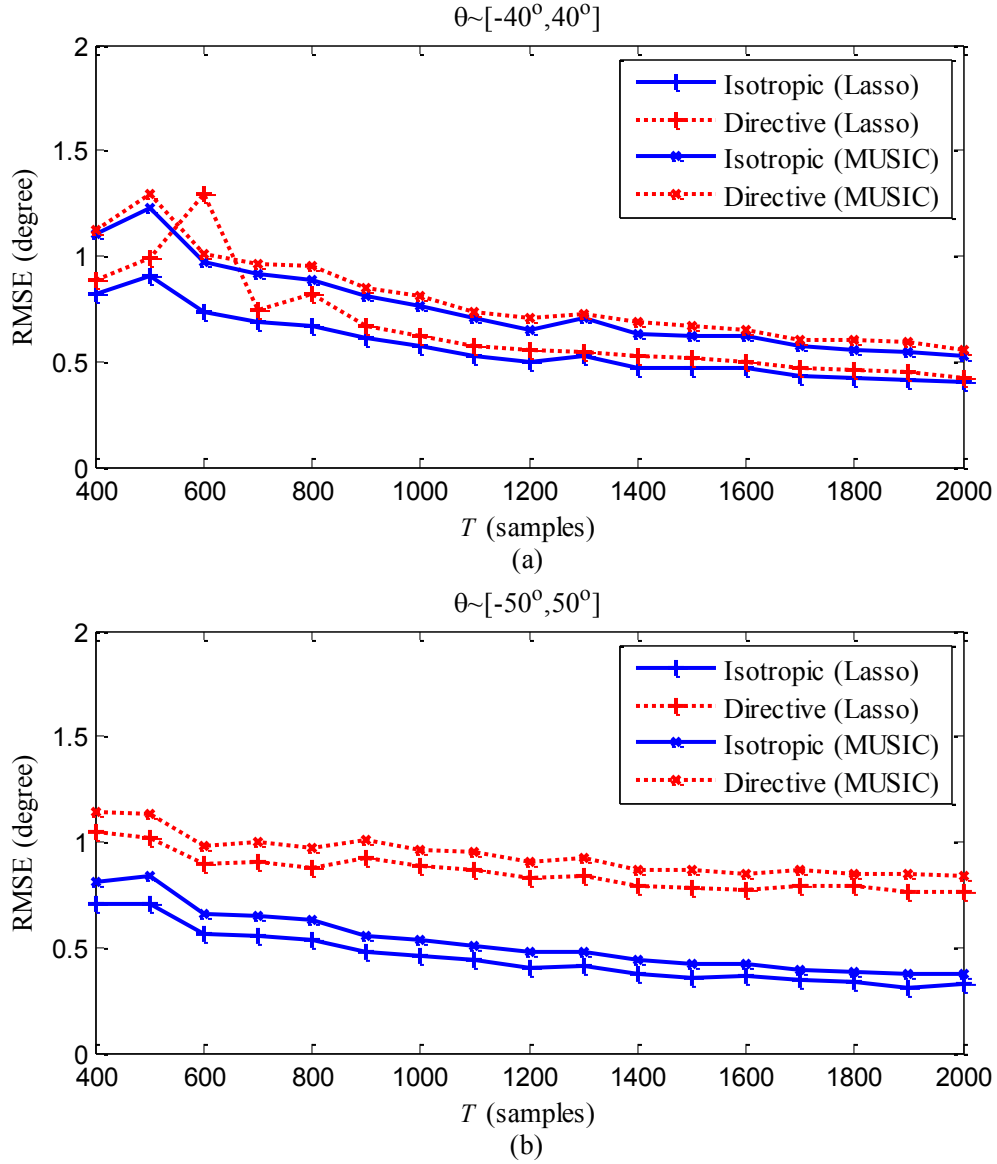 θ~[-40°,40°]
2
1.5
1
0.5
0
RMSE (degree)
Isotropic (Lasso)
Directive (Lasso)
Isotropic (MUSIC)
Directive (MUSIC)
400 600 800 1000 1200 1400 1600 1800 2000
T (samples)
(a)
θ~[-50°,50°]
2
1.5
1
0.5
0
RMSE (degree)
Isotropic (Lasso)
Directive (Lasso)
Isotropic (MUSIC)
Directive (MUSIC)
400 600 800 1000 1200 1400 1600 1800 2000
T (samples)
(b)